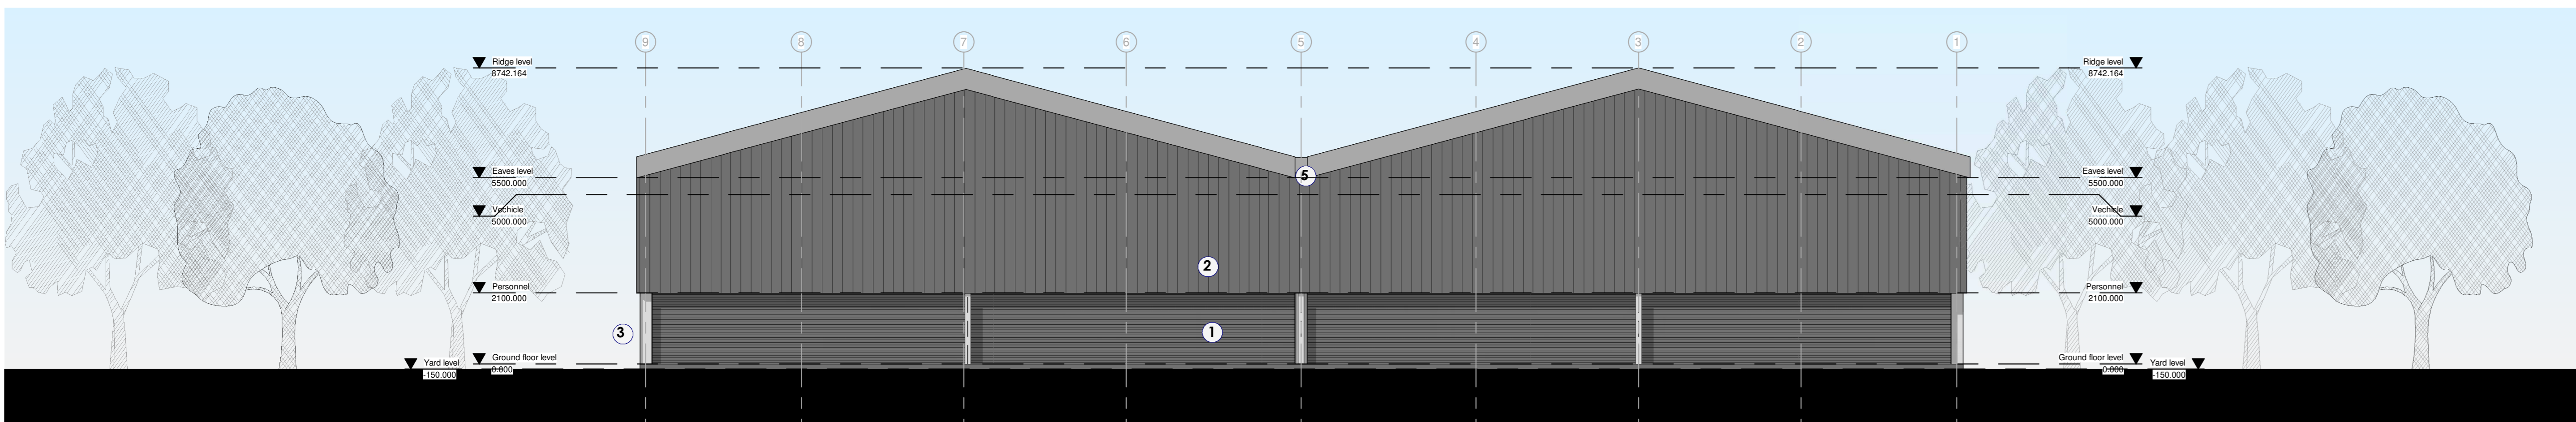 9 8 7 6 5 4 3 2 1
Ridge level
8742.164
Ridge level
8742.164
Eaves level
5500.000
5
Eaves level
5500.000
Vechicle
5000.000
Vechicle
5000.000
2
Personnel
2100.000
Personnel
2100.000
3
1
Yard level
-150.000
Ground floor level
0.000
Ground floor level
0.000
Yard level
-150.000